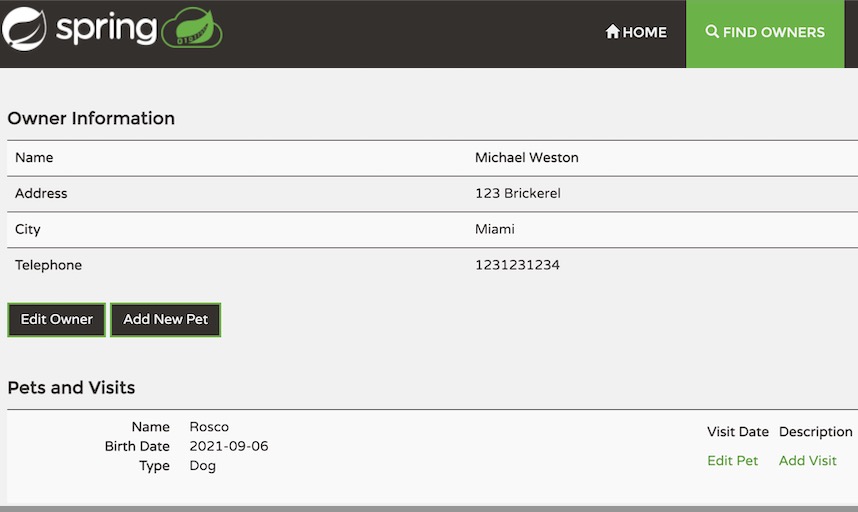 spring
HOME
FIND OWNERS
Owner Information
Name Michael Weston
Address 123 Brickerel
City Miami
Telephone 1231231234
Edit Owner Add New Pet
Pets and Visits
Name Rosco
Birth Date 2021-09-06
Type Dog
Visit Date Description
Edit Pet Add Visit